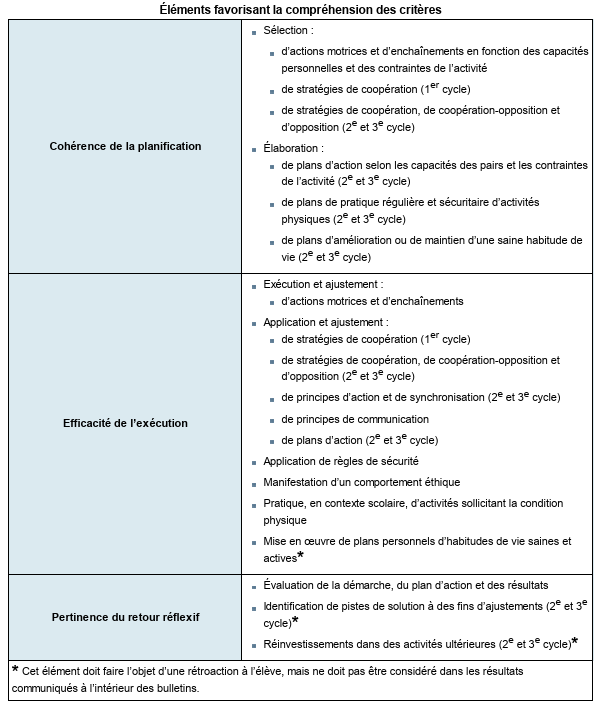 Éléments favorisant la compréhension des critères
Cohérence de la planification
Sélection :
d'actions motrices et d'enchaînements en fonction des capacités
personnelles et des contraintes de l'activité
de stratégies de coopération (1er cycle)
de stratégies de coopération, de coopération-opposition et
d'opposition (2e et 3e cycle)
Élaboration :
de plans d'action selon les capacités des pairs et les contraintes
de l'activité (2e et 3e cycle)
de plans de pratique régulière et sécuritaire d'activités
physiques (2e et 3e cycle)
de plans d'amélioration ou de maintien d'une saine habitude de
vie (2e et 3e cycle)
Efficacité de l'exécution
Exécution et ajustement :
d'actions motrices et d'enchaînements
Application et ajustement :
de stratégies de coopération (1er cycle)
de stratégies de coopération, de coopération-opposition et
d'opposition (2e et 3e cycle)
de principes d'action et de synchronisation (2e et 3e cycle)
de principes de communication
de plans d'action (2e et 3e cycle)
Application de règles de sécurité
Manifestation d'un comportement éthique
Pratique, en contexte scolaire, d'activités sollicitant la condition
physique
Mise en œuvre de plans personnels d'habitudes de vie saines et
actives*
Pertinence du retour réflexif
Évaluation de la démarche, du plan d'action et des résultats
Identification de pistes de solution à des fins d'ajustements (2e et 3e
cycle)*
Réinvestissements dans des activités ultérieures (2e et 3e cycle)*
* Cet élément doit faire l'objet d'une rétroaction à l'élève, mais ne doit pas être considéré dans les résultats
communiqués à l'intérieur des bulletins.